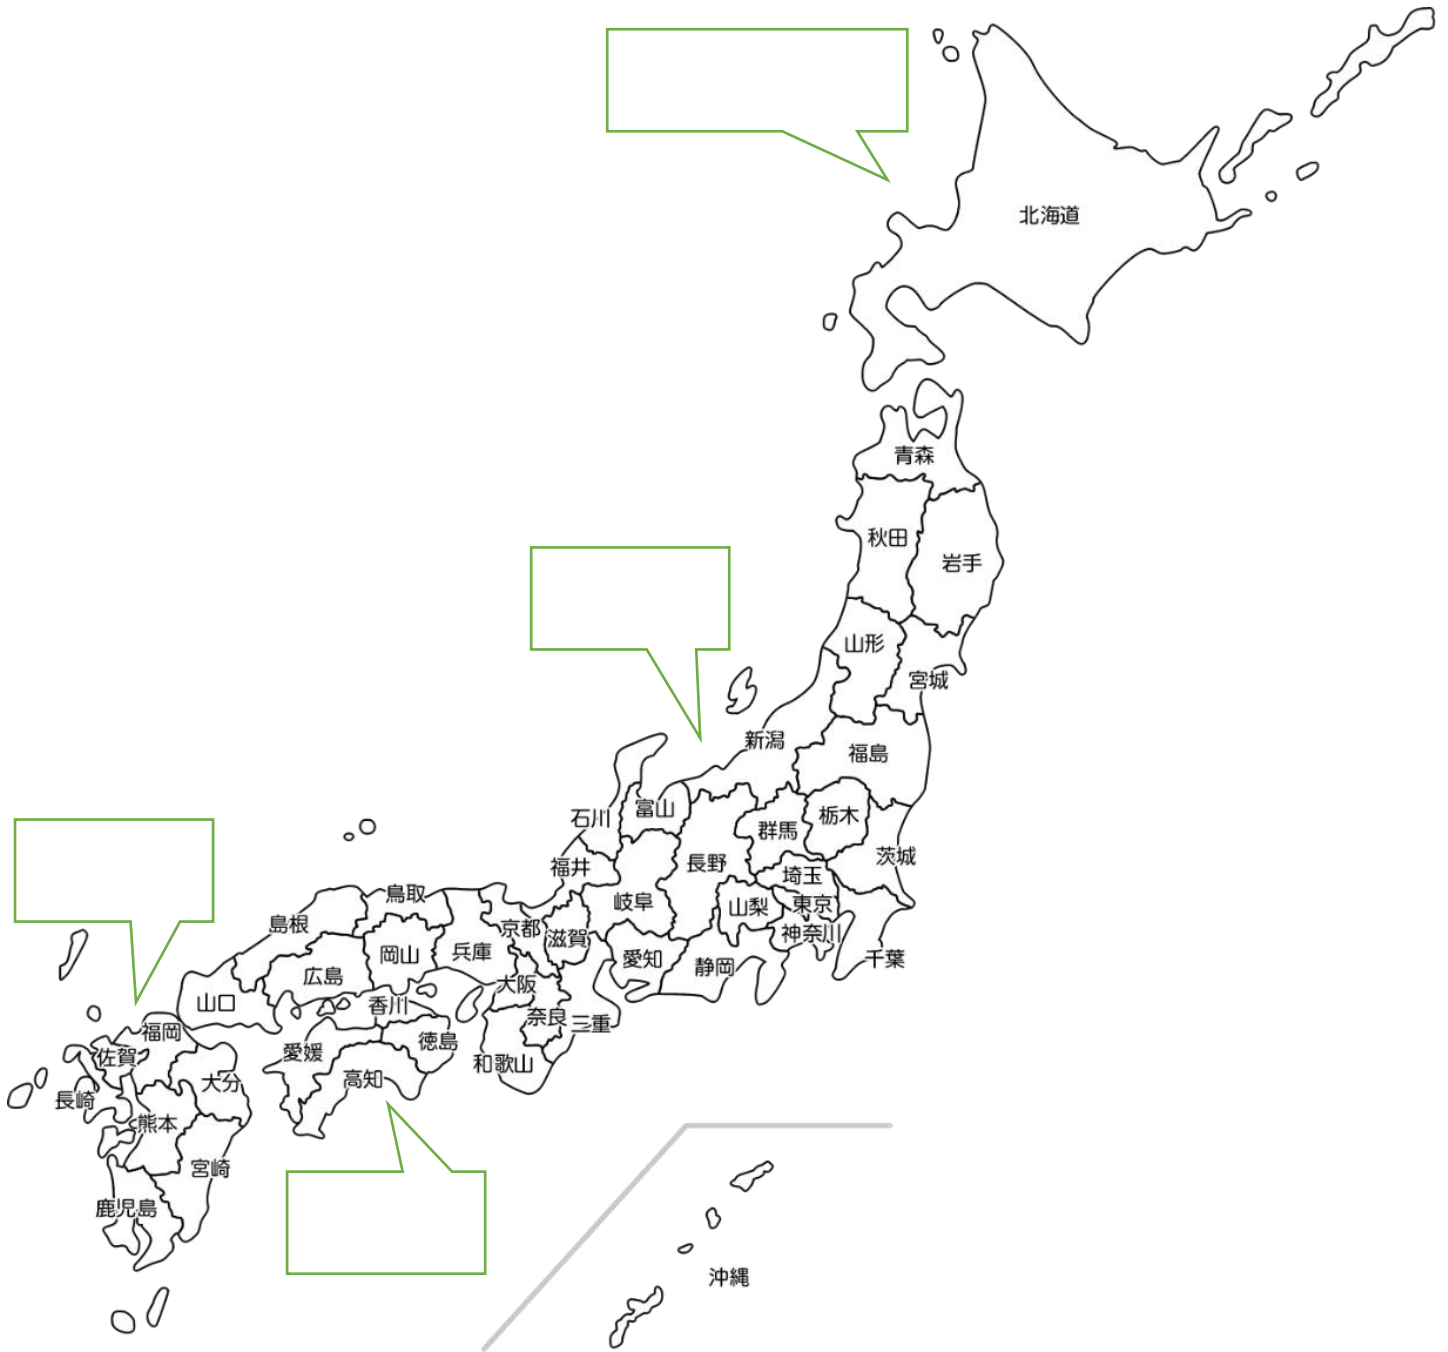 北海道
青森
秋田
岩手
山形
宮城
新潟
福島
石川
富山
栃木
群馬
福井
長野
茨城
埼玉
鳥取
岐阜
山梨
東京
島根
京都
滋賀
神奈川
岡山
兵庫
愛知
静岡
千葉
広島
大阪
山口
香川
奈良
三重
福岡
徳島
佐賀
愛媛
和歌山
高知
大分
長崎
熊本
宮崎
鹿児島
沖縄